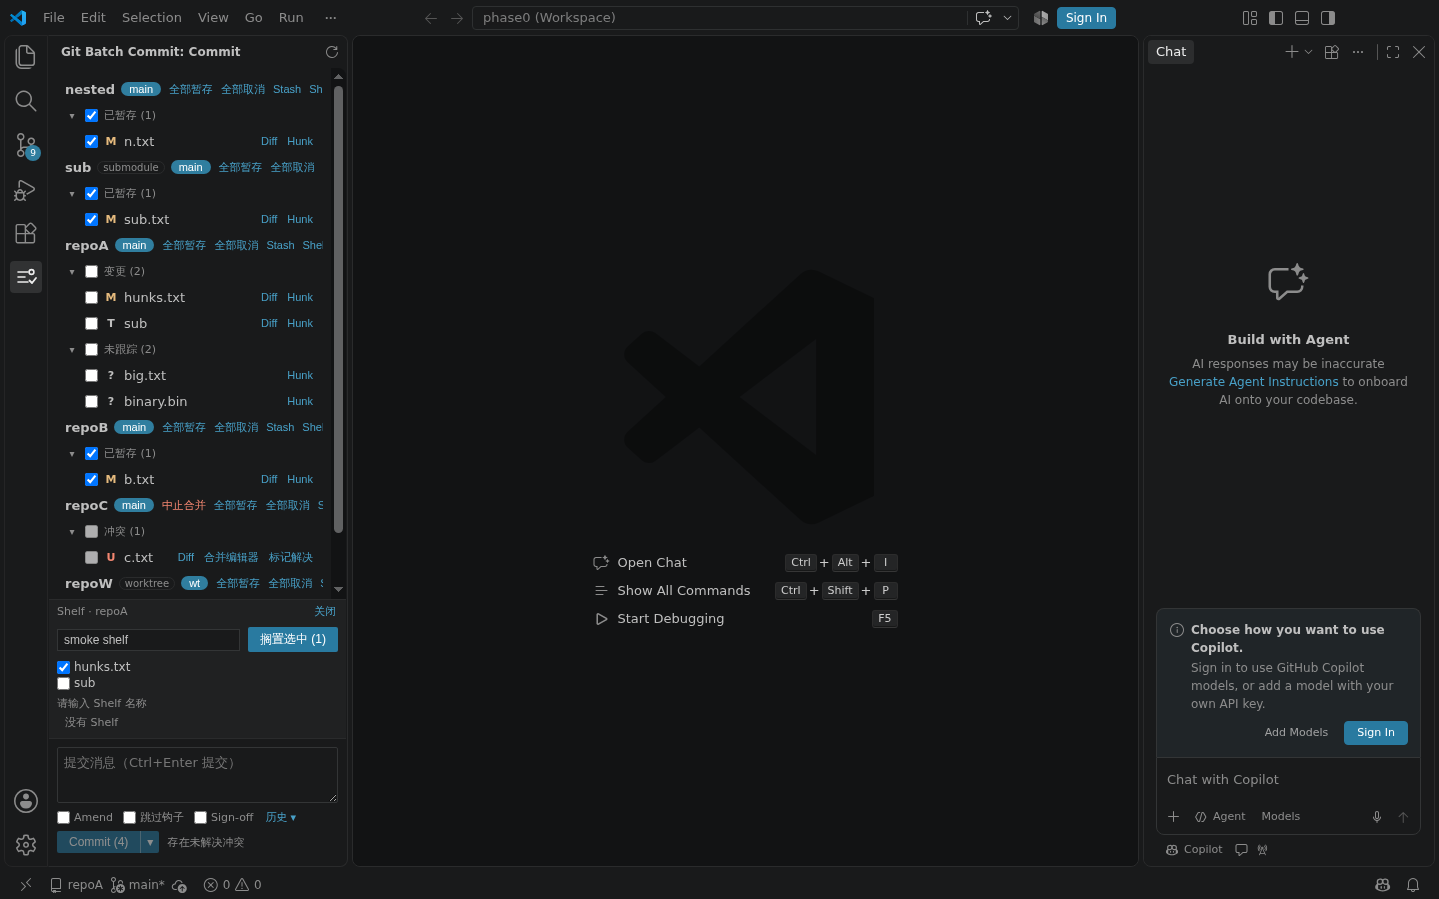 File Edit Selection View Go Run ···
phase0 (Workspace)
Sign In
Git Batch Commit: Commit
nested main 全部暂存 全部取消 Stash Sh
已暂存 (1)
M n.txt Diff Hunk
sub submodule main 全部暂存 全部取消
已暂存 (1)
M sub.txt Diff Hunk
repoA main 全部暂存 全部取消 Stash Shel
变更 (2)
M hunks.txt Diff Hunk
T sub Diff Hunk
未跟踪 (2)
? big.txt Hunk
? binary.bin Hunk
repoB main 全部暂存 全部取消 Stash Shel
已暂存 (1)
M b.txt Diff Hunk
repoC main 中止合并 全部暂存 全部取消 S
冲突 (1)
U c.txt Diff 合并编辑器 标记解决
repoW worktree wt 全部暂存 全部取消 S
9
Shelf · repoA 关闭
smoke shelf 搁置选中 (1)
hunks.txt
sub
请输入 Shelf 名称
没有 Shelf
提交消息（Ctrl+Enter 提交）
Amend 跳过钩子 Sign-off 历史 ▾
Commit (4) ▾ 存在未解决冲突
Open Chat Ctrl + Alt + I
Show All Commands Ctrl + Shift + P
Start Debugging F5
Chat
Build with Agent
AI responses may be inaccurate
Generate Agent Instructions to onboard
AI onto your codebase.
Choose how you want to use
Copilot.
Sign in to use GitHub Copilot
models, or add a model with your
own API key.
Add Models Sign In
Chat with Copilot
Agent Models
Copilot
repoA main* 0 0